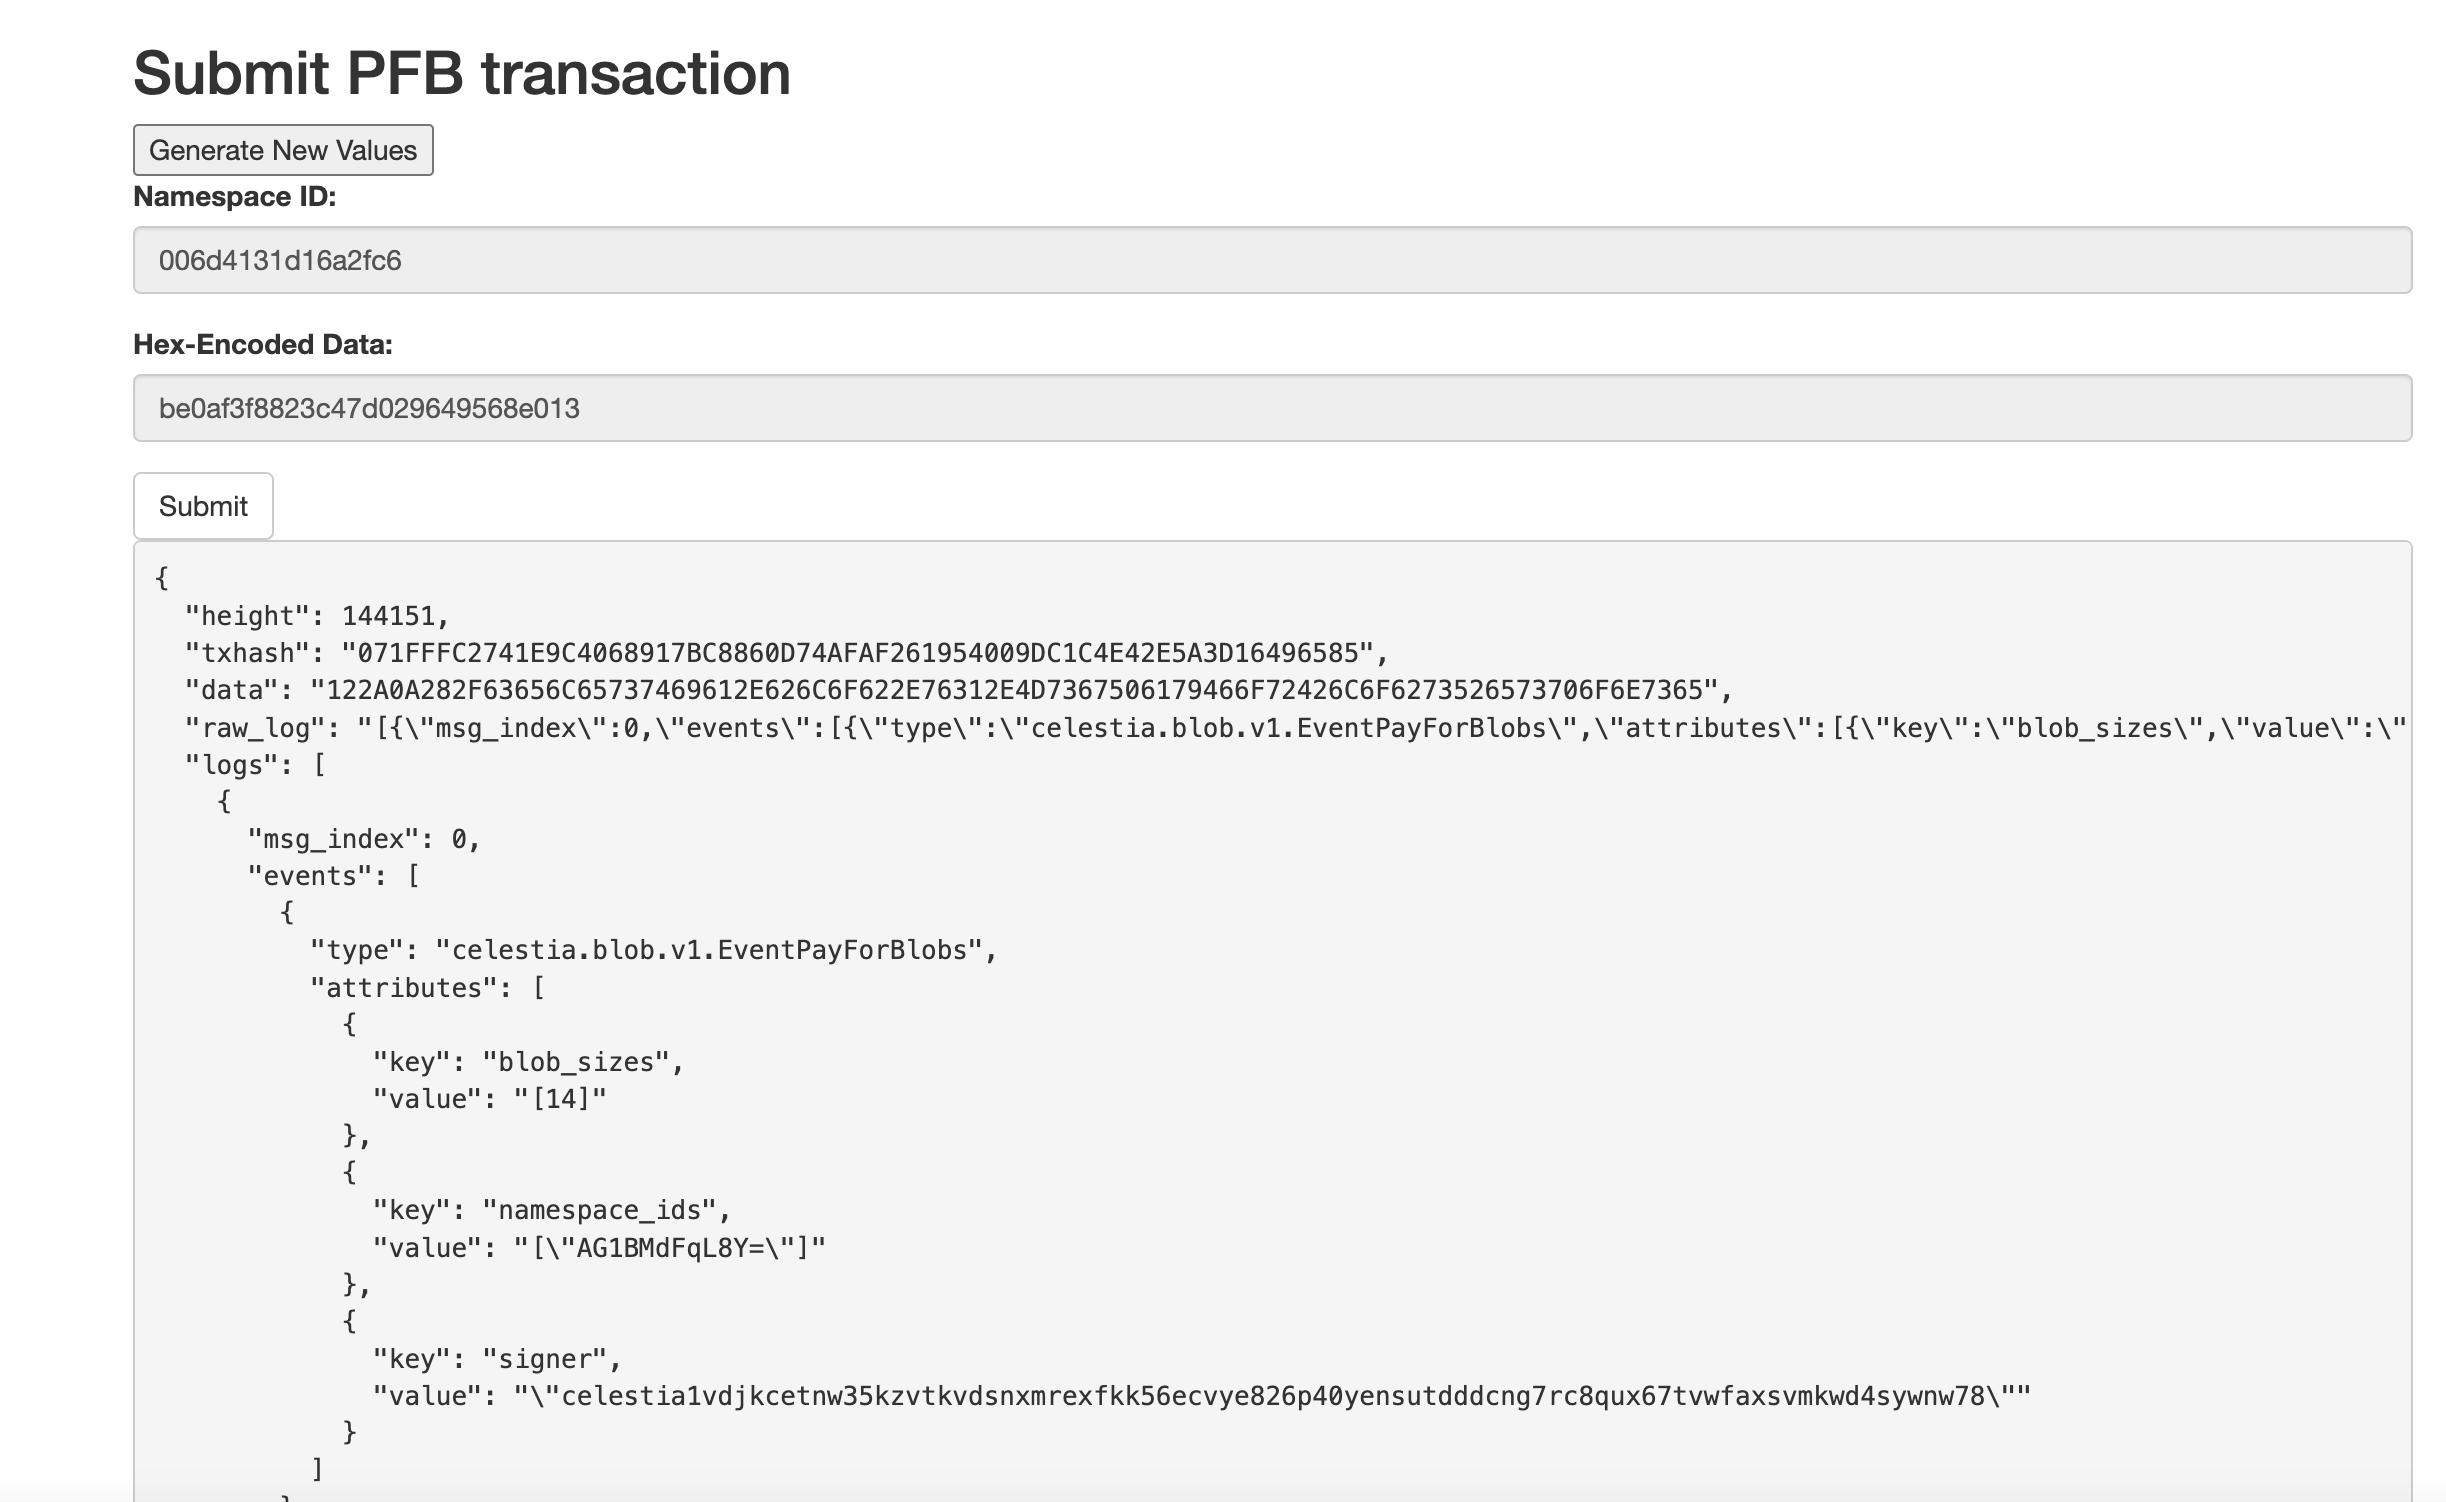 Submit PFB transaction
Generate New Values
Namespace ID:
006d4131d16a2fc6
Hex-Encoded Data:
be0af3f8823c47d029649568e013
Submit
{
  "height": 144151,
  "txhash": "071FFFC2741E9C4068917BC8860D74AFAF261954009DC1C4E42E5A3D16496585",
  "data": "122A0A282F63656C65737469612E626C6F622E76312E4D7367506179466F72426C6F6273526573706F6E7365",
  "raw_log": "[{\"msg_index\":0,\"events\":[{\"type\":\"celestia.blob.v1.EventPayForBlobs\",\"attributes\":[{\"key\":\"blob_sizes\",\"value\":\"
  "logs": [
    {
      "msg_index": 0,
      "events": [
        {
          "type": "celestia.blob.v1.EventPayForBlobs",
          "attributes": [
            {
              "key": "blob_sizes",
              "value": "[14]"
            },
            {
              "key": "namespace_ids",
              "value": "[\"AG1BMdFqL8Y=\"]"
            },
            {
              "key": "signer",
              "value": "\"celestia1vdjkcetnw35kzvtkvdsnxmrexfkk56ecvye826p40yensutdddcng7rc8qux67tvwfaxsvmkwd4sywnw78\""
            }
          ]
        }